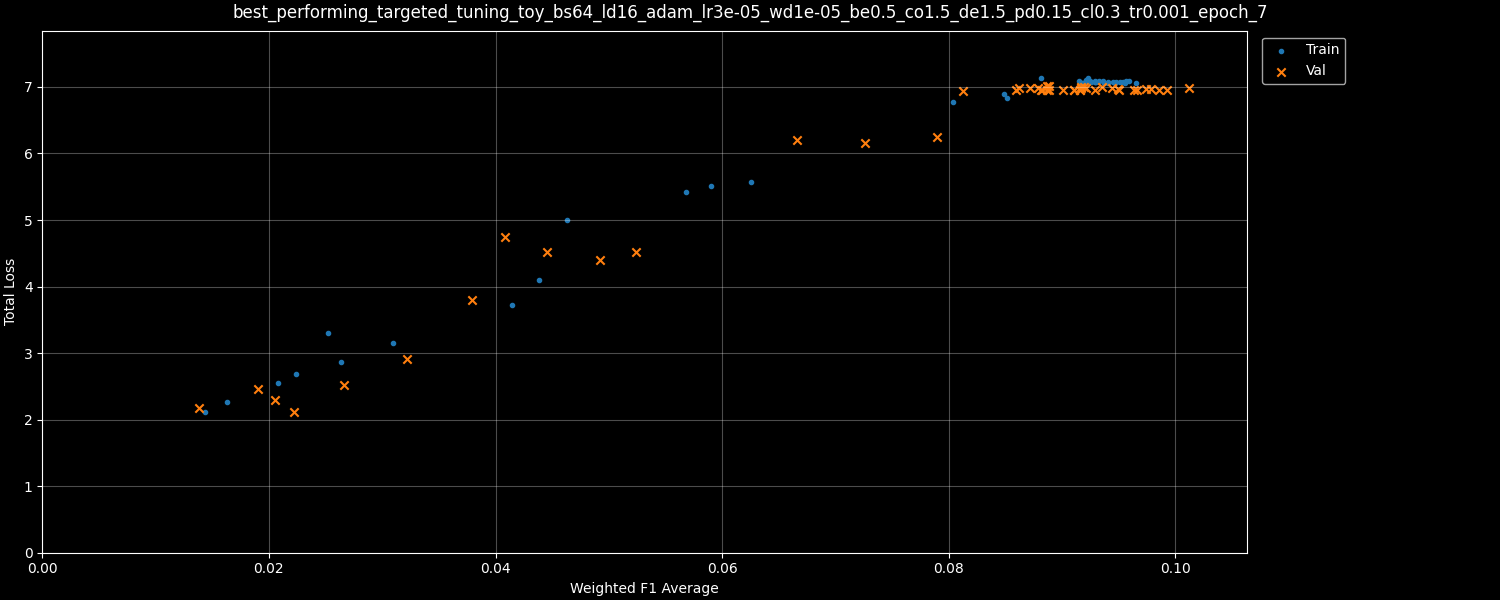 best_performing_targeted_tuning_toy_bs64_ld16_adam_lr3e-05_wd1e-05_be0.5_co1.5_de1.5_pd0.15_cl0.3_tr0.001_epoch_7
Train
Val
7
6
5
4
3
2
1
0
Total Loss
0.00 0.02 0.04 0.06 0.08 0.10
Weighted F1 Average